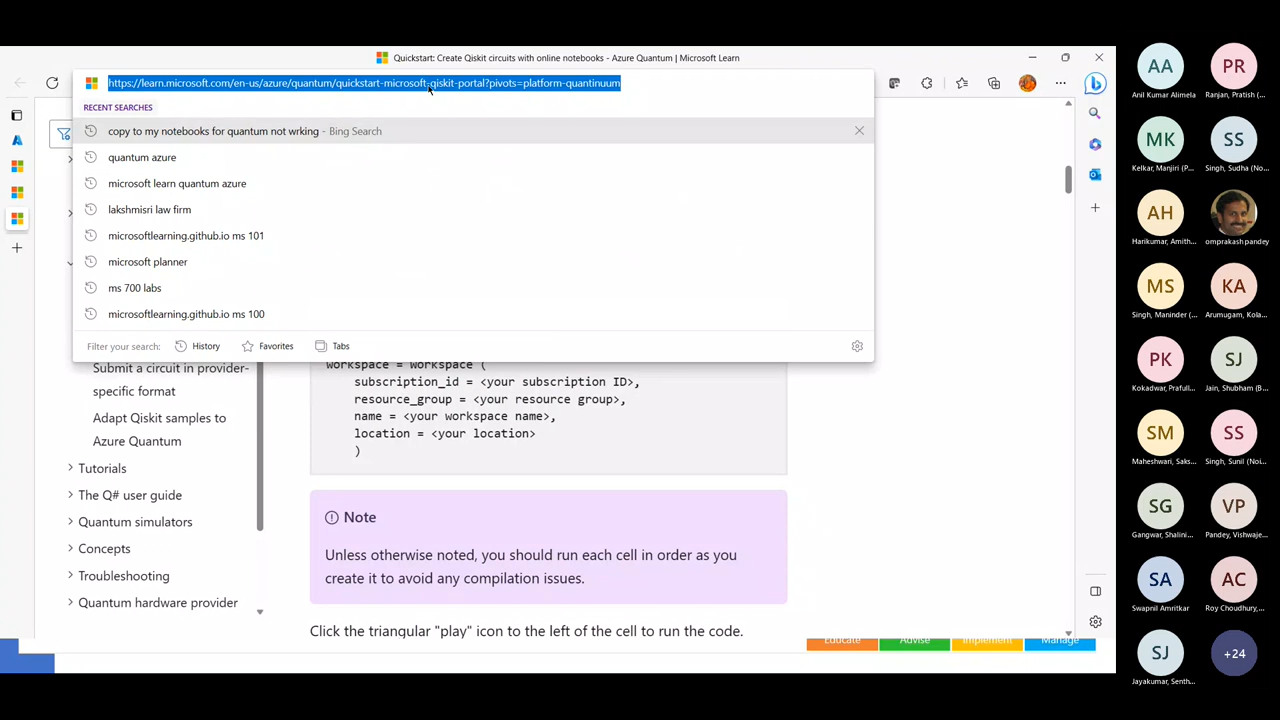 Quickstart: Create Qiskit circuits with online notebooks - Azure Quantum | Microsoft Learn
https://learn.microsoft.com/en-us/azure/quantum/quickstart-microsoft-qiskit-portal?pivots=platform-quantinuum
RECENT SEARCHES
copy to my notebooks for quantum not wrking - Bing Search
quantum azure
microsoft learn quantum azure
lakshmisri law firm
microsoftlearning.github.io ms 101
microsoft planner
ms 700 labs
microsoftlearning.github.io ms 100
Filter your search: History Favorites Tabs
Submit a circuit in provider-
specific format
Adapt Qiskit samples to
Azure Quantum
Tutorials
The Q# user guide
Quantum simulators
Concepts
Troubleshooting
Quantum hardware provider
workspace = Workspace (
subscription_id = <your subscription ID>,
resource_group = <your resource group>,
name = <your workspace name>,
location = <your location>
)
Note
Unless otherwise noted, you should run each cell in order as you
create it to avoid any compilation issues.
Click the triangular "play" icon to the left of the cell to run the code.
Educate Advise Implement Manage
AA PR
Anil Kumar Alimela Ranjan, Pratish (...
MK SS
Kelkar, Manjiri (P... Singh, Sudha (No...
AH
Harikumar, Amith... omprakash pandey
MS KA
Singh, Maninder (... Arumugam, Kola...
PK SJ
Kokadwar, Prafull... Jain, Shubham (B...
SM SS
Maheshwari, Saks... Singh, Sunil (Noi...
SG VP
Gangwar, Shalini... Pandey, Vishwaje...
SA AC
Swapnil Amritkar Roy Choudhury,...
SJ +24
Jayakumar, Senth...